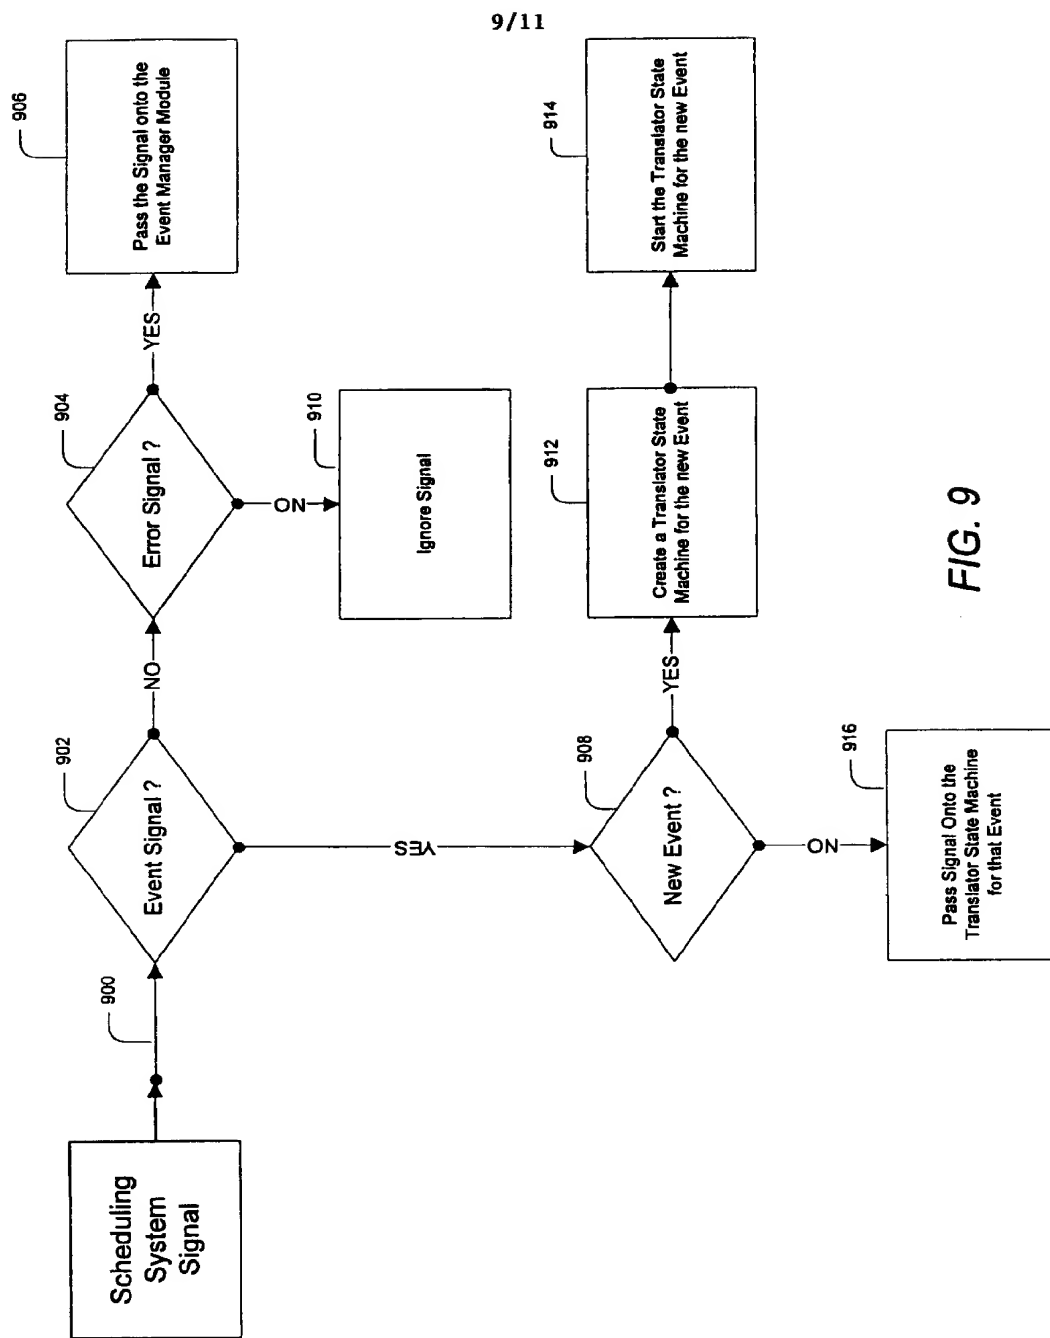 9/11
Scheduling
System
Signal
900
Event Signal ?
902
NO
Error Signal ?
904
YES
Pass the Signal onto the
Event Manager Module
906
NO
Ignore Signal
910
YES
New Event ?
908
YES
Create a Translator State
Machine for the new Event
912
Start the Translator State
Machine for the new Event
914
NO
Pass Signal Onto the
Translator State Machine
for that Event
916
FIG. 9